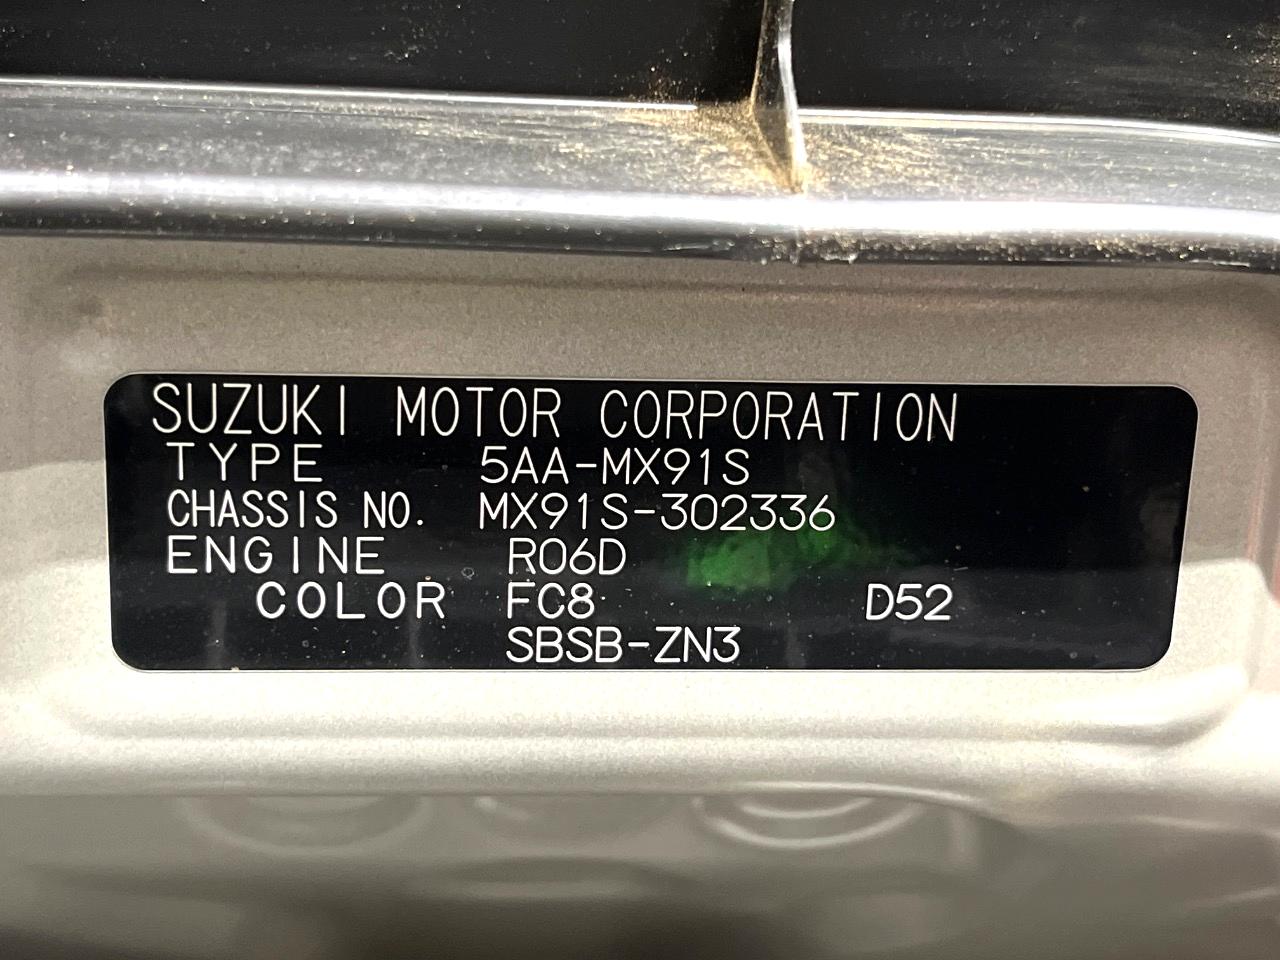 SUZUKI MOTOR CORPORATION
TYPE 5AA-MX91S
CHASSIS NO. MX91S-302336
ENGINE R06D
COLOR FC8 D52
SBSB-ZN3